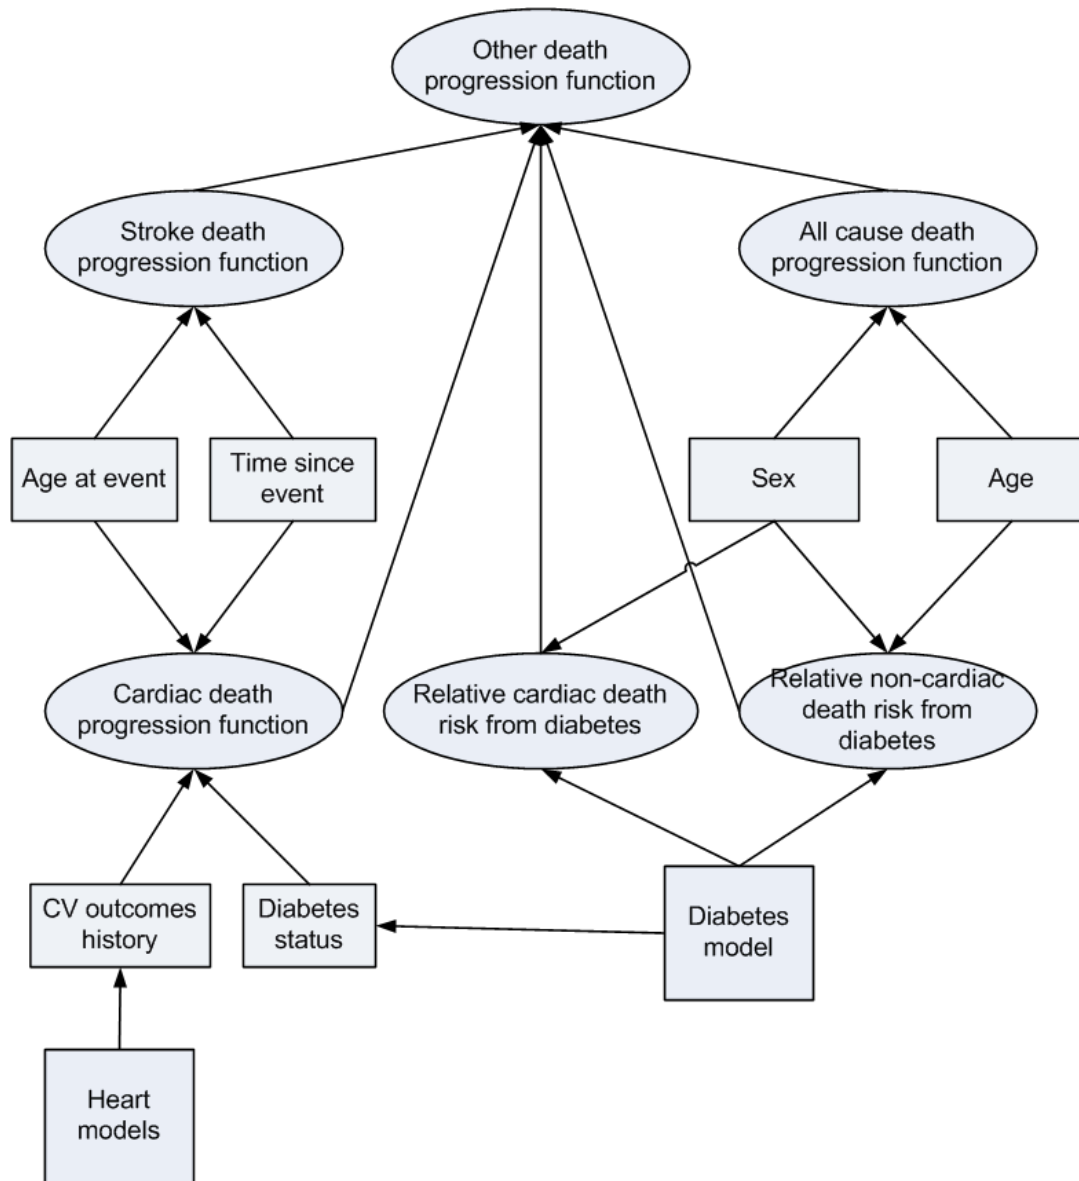 Other death
progression function
Stroke death
progression function
All cause death
progression function
Age at event
Time since
event
Sex
Age
Cardiac death
progression function
Relative cardiac death
risk from diabetes
Relative non-cardiac
death risk from
diabetes
CV outcomes
history
Diabetes
status
Diabetes
model
Heart
models